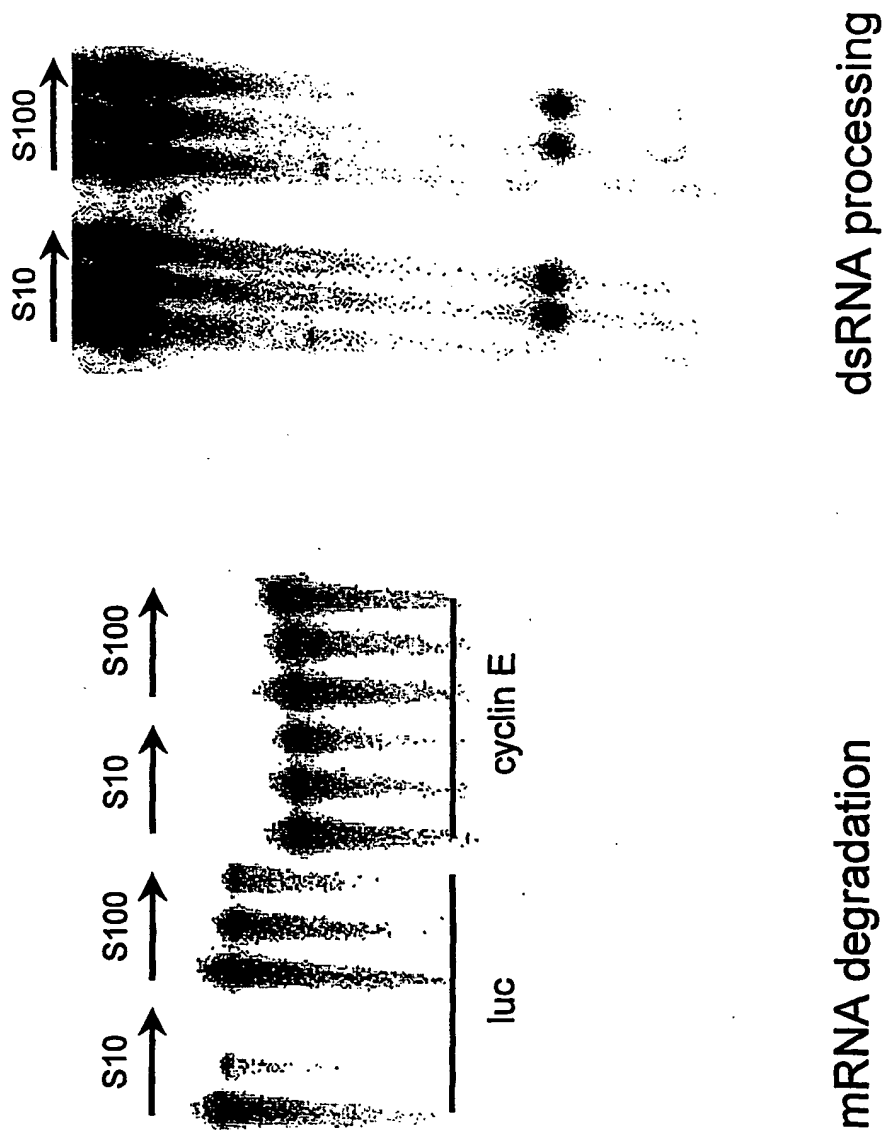 S10
S100
S10
S100
luc
cyclin E
mRNA degradation
S10
S100
dsRNA processing